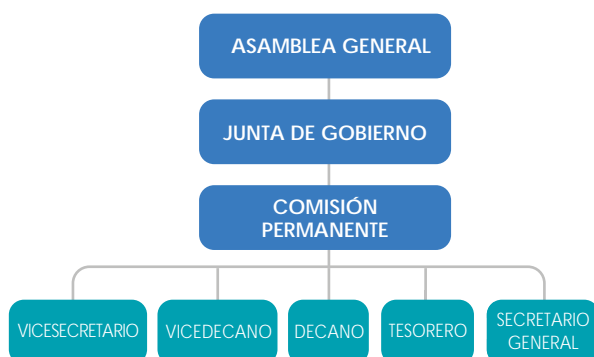 ASAMBLEA GENERAL
JUNTA DE GOBIERNO
COMISIÓN
PERMANENTE
VICESECRETARIO
VICEDECANO
DECANO
TESORERO
SECRETARIO
GENERAL